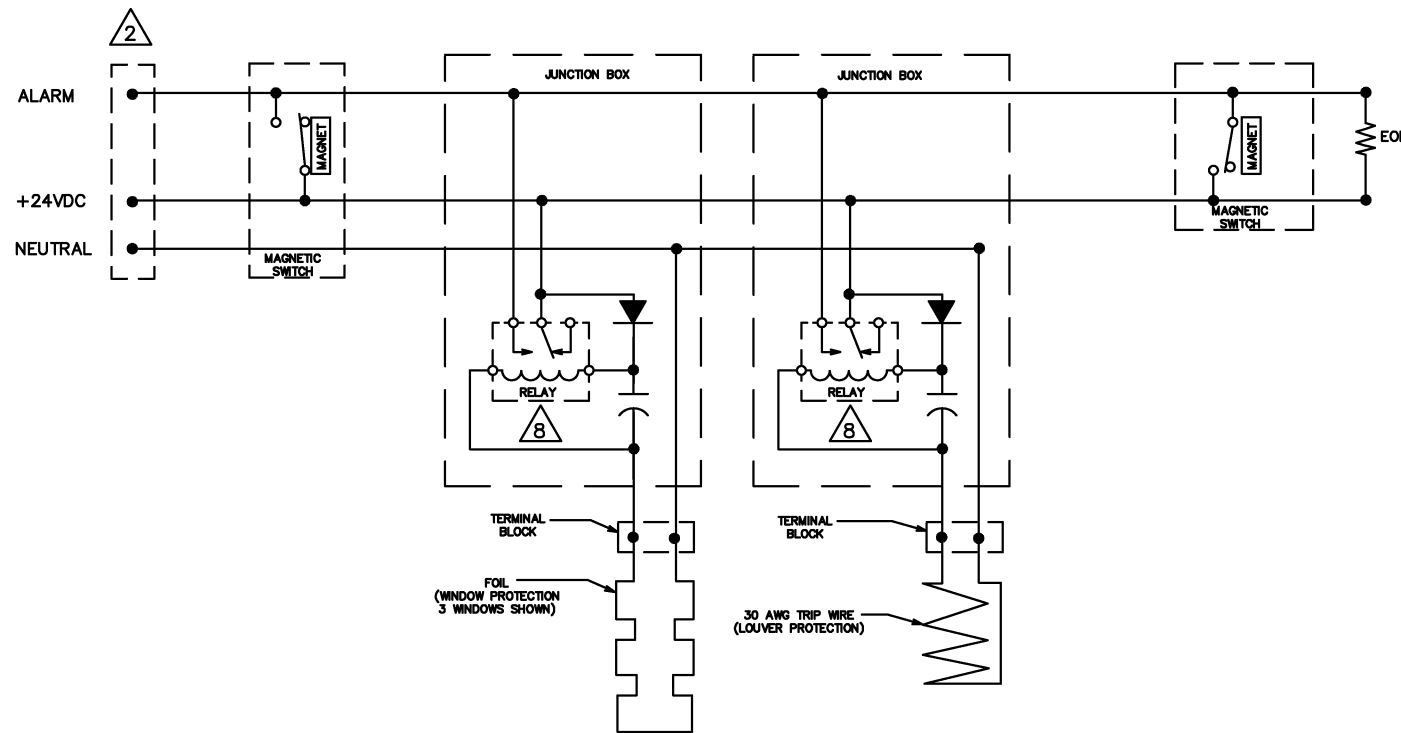 2
ALARM
+24VDC
NEUTRAL
MAGNET
MAGNETIC
SWITCH
JUNCTION BOX
RELAY
8
TERMINAL
BLOCK
FOIL
(WINDOW PROTECTION
3 WINDOWS SHOWN)
JUNCTION BOX
RELAY
8
TERMINAL
BLOCK
30 AWG TRIP WIRE
(LOUVER PROTECTION)
MAGNET
MAGNETIC
SWITCH